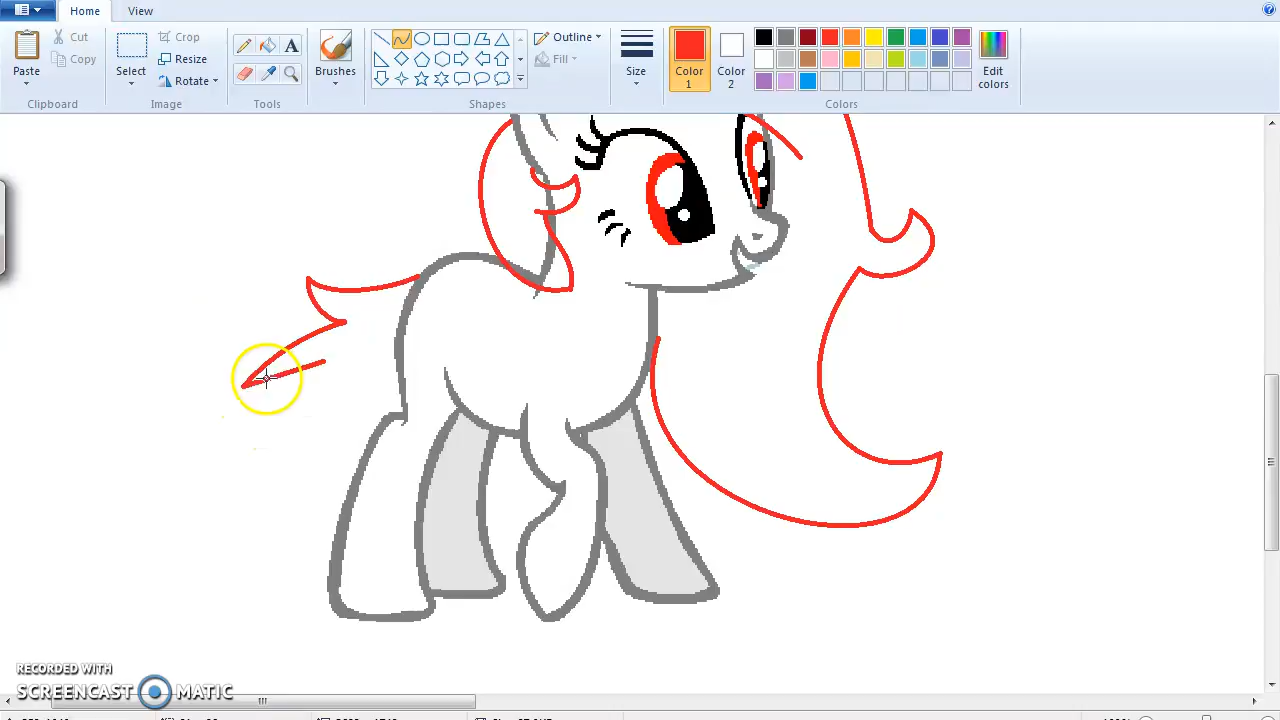 Home View
Paste
Cut
Copy
Clipboard
Select
Crop
Resize
Rotate
Image
A
Tools
Brushes
Shapes
Outline
Fill
Size
Color 1
Color 2
Edit colors
Colors
RECORDED WITH
SCREENCAST MATIC